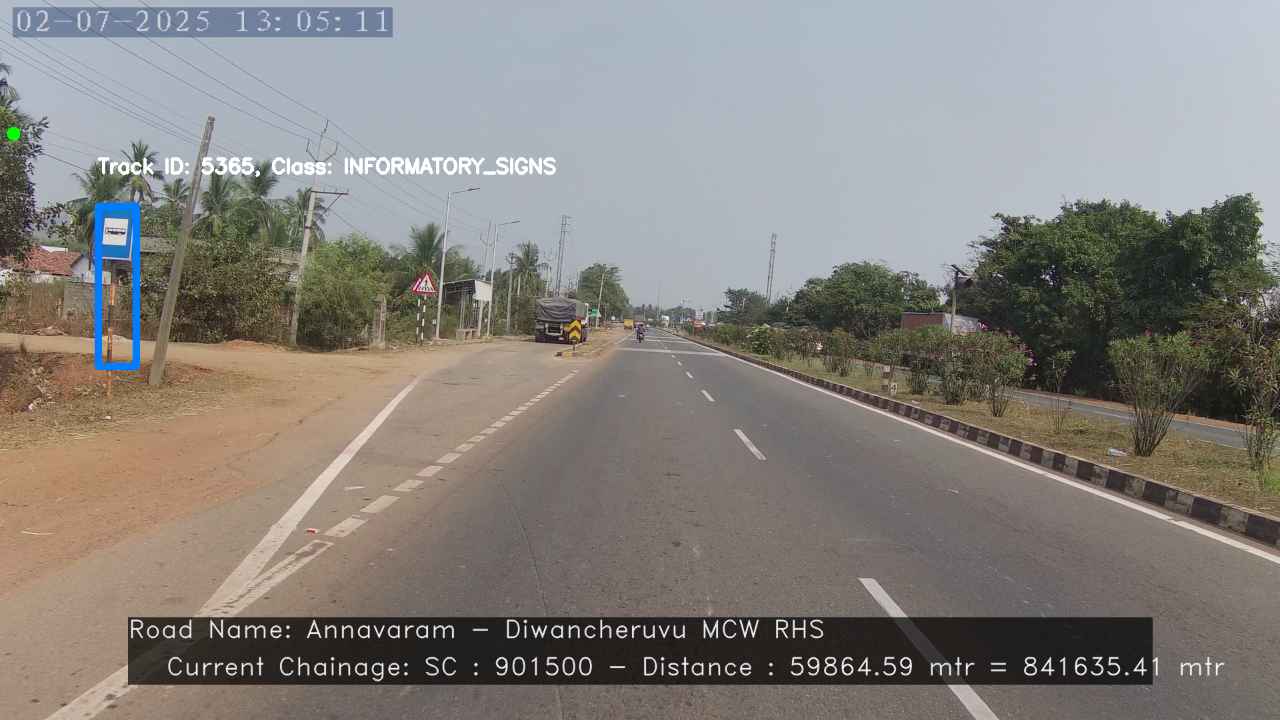 02-07-2025 13:05:11
Track ID: 5365, Class: INFORMATORY_SIGNS
Road Name: Annavaram - Diwancheruvu MCW RHS
Current Chainage: SC : 901500 - Distance : 59864.59 mtr = 841635.41 mtr